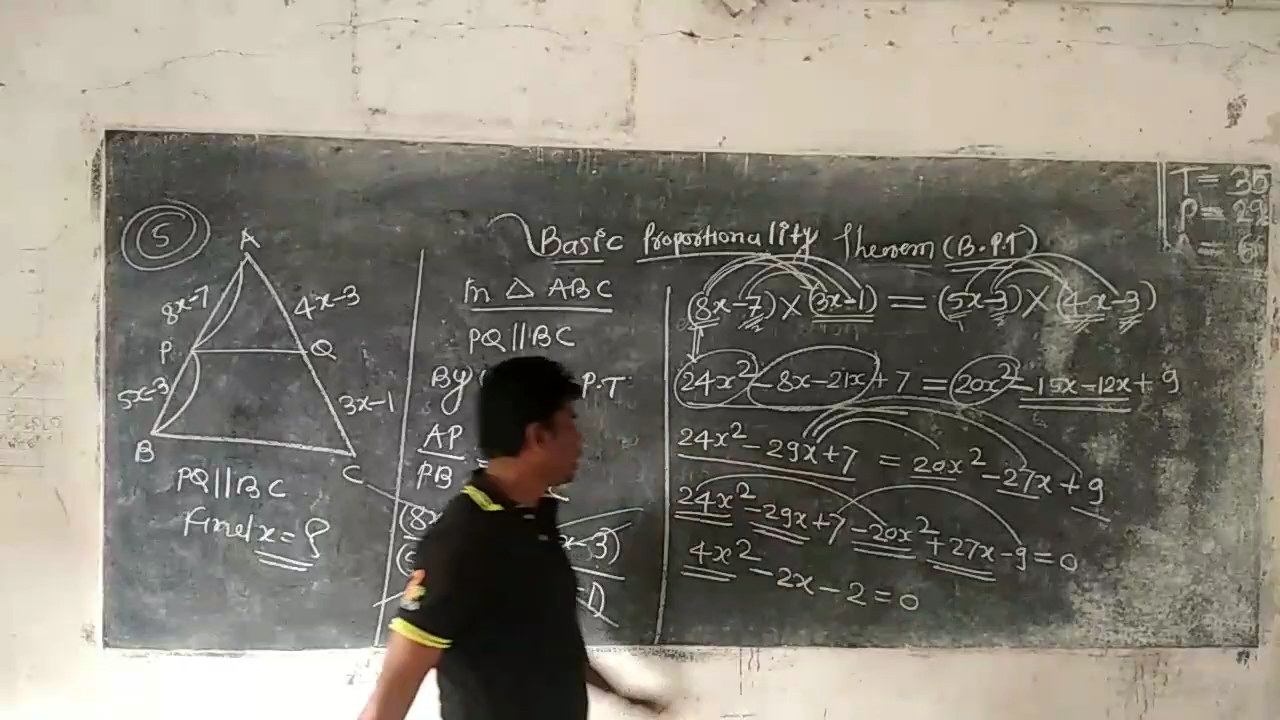 T = 35
P = 29
A = 6
5
Basic Proportionality Theorem (B.P.T)
A
8x-7
4x-3
P
Q
5x-3
3x-1
B
C
PQ||BC
Find x = ?
In △ ABC
PQ||BC
By P.T
AP
PB
(8x
x-3)
(8x-7) × (3x-1) = (5x-3) × (4x-3)
24x² - 8x - 21x + 7 = 20x² - 15x - 12x + 9
24x² - 29x + 7 = 20x² - 27x + 9
24x² - 29x + 7 - 20x² + 27x - 9 = 0
4x² - 2x - 2 = 0